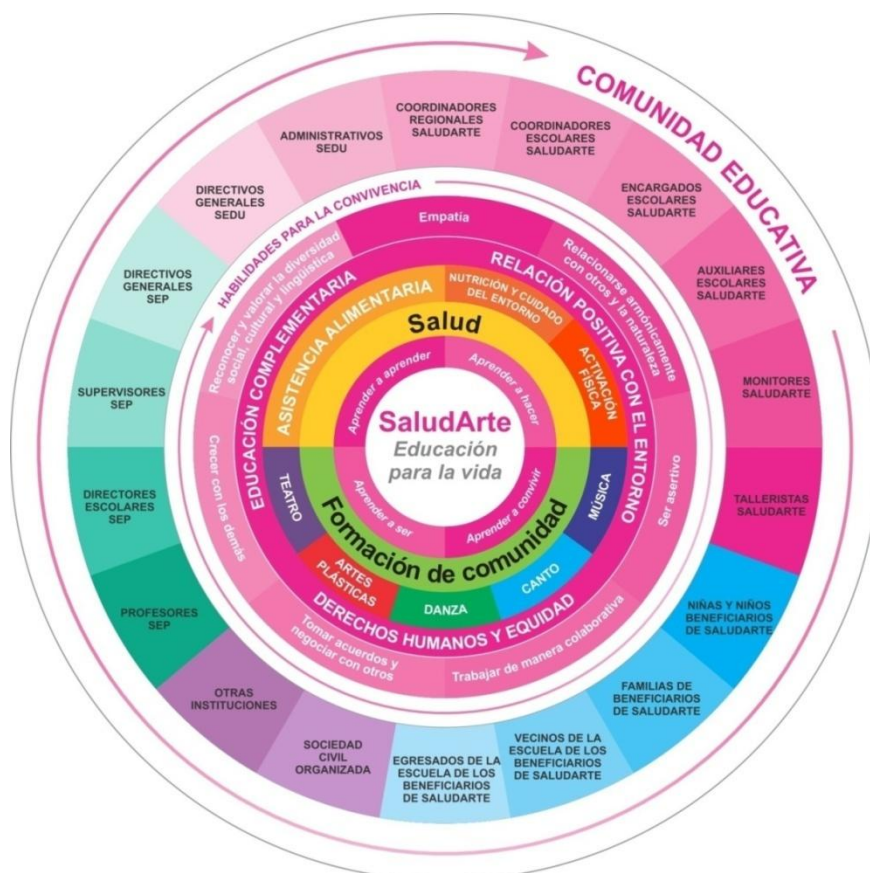 COMUNIDAD EDUCATIVA
COORDINADORES
REGIONALES
SALUDARTE
COORDINADORES
ESCOLARES
SALUDARTE
ENCARGADOS
ESCOLARES
SALUDARTE
AUXILIARES
ESCOLARES
SALUDARTE
MONITORES
SALUDARTE
TALLERISTAS
SALUDARTE
NIÑAS Y NIÑOS
BENEFICIARIOS
DE SALUDARTE
FAMILIAS DE
BENEFICIARIOS
DE SALUDARTE
VECINOS DE LA
ESCUELA DE LOS
BENEFICIARIOS
DE SALUDARTE
EGRESADOS DE LA
ESCUELA DE LOS
BENEFICIARIOS
DE SALUDARTE
SOCIEDAD
CIVIL
ORGANIZADA
OTRAS
INSTITUCIONES
PROFESORES
SEP
DIRECTORES
ESCOLARES
SEP
SUPERVISORES
SEP
DIRECTIVOS
GENERALES
SEP
DIRECTIVOS
GENERALES
SEDU
ADMINISTRATIVOS
SEDU
HABILIDADES PARA LA CONVIVENCIA
Empatía
Relacionarse armónicamente
con otros y la naturaleza
Ser asertivo
Trabajar de manera colaborativa
Tomar acuerdos y
negociar con otros
Crecer con los demás
Reconocer y valorar la diversidad
social, cultural y lingüística
EDUCACIÓN COMPLEMENTARIA
RELACIÓN POSITIVA CON EL ENTORNO
DERECHOS HUMANOS Y EQUIDAD
ASISTENCIA ALIMENTARIA
NUTRICIÓN Y CUIDADO
DEL ENTORNO
ACTIVACIÓN
FÍSICA
MÚSICA
CANTO
DANZA
ARTES
PLÁSTICAS
TEATRO
Salud
Formación de comunidad
Aprender a aprender
Aprender a hacer
Aprender a convivir
Aprender a ser
SaludArte
Educación
para la vida